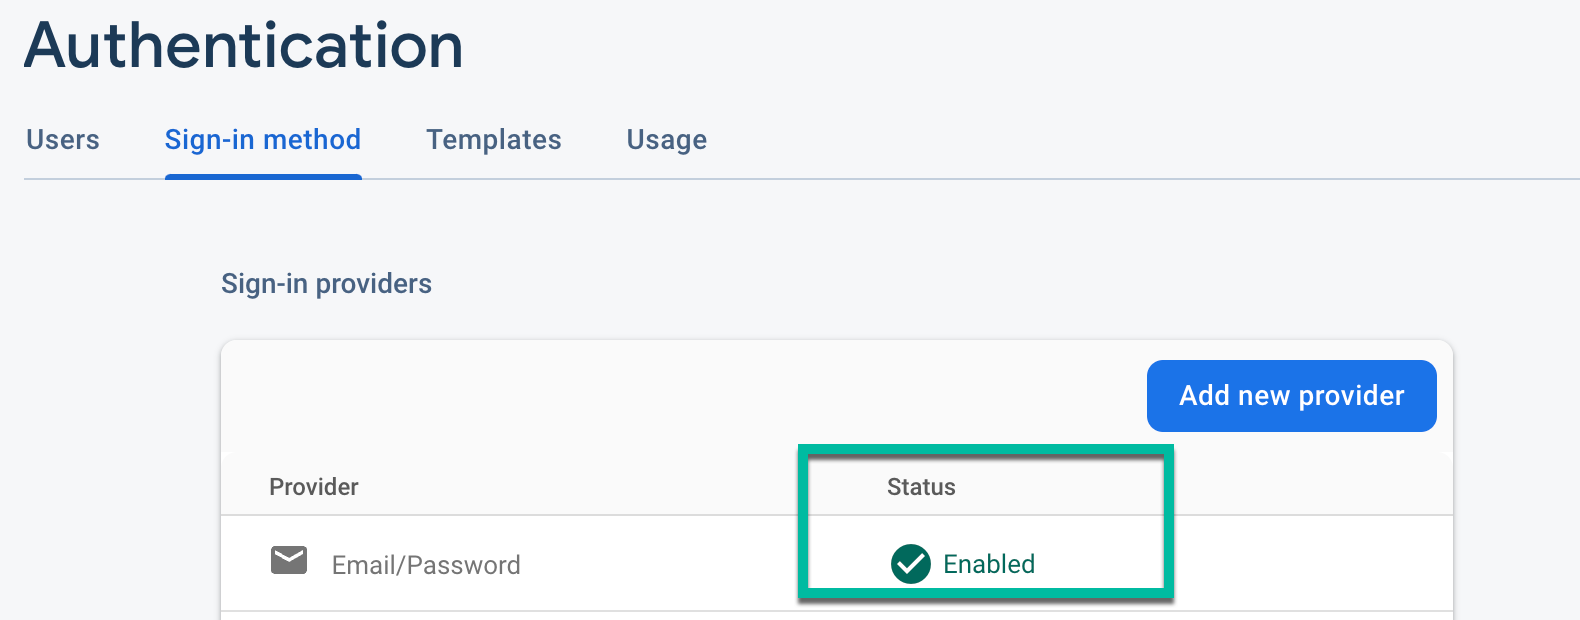 Authentication
Users Sign-in method Templates Usage
Sign-in providers
Add new provider
Provider Status
Email/Password Enabled